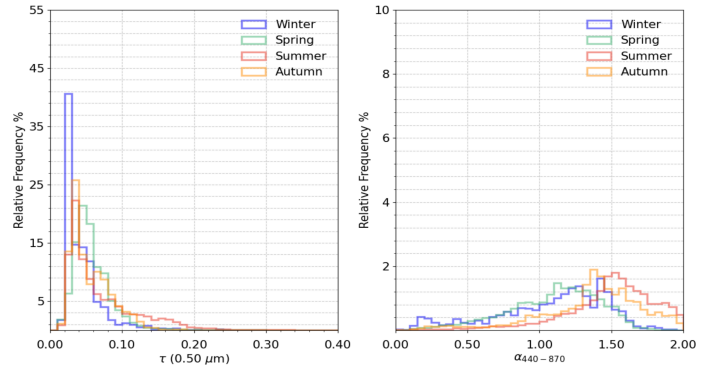 55
45
35
25
15
5
Relative Frequency %
0.00 0.10 0.20 0.30 0.40
τ (0.50 μm)
Winter
Spring
Summer
Autumn
10
8
6
4
2
Relative Frequency %
0.00 0.50 1.00 1.50 2.00
α440−870
Winter
Spring
Summer
Autumn